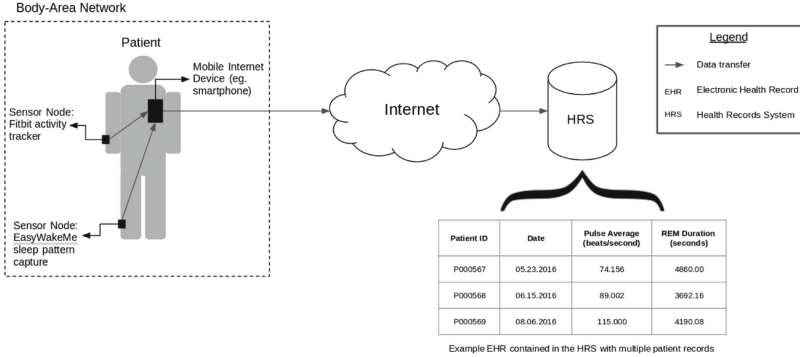 Body-Area Network
Patient
Mobile Internet
Device (eg.
smartphone)
Sensor Node:
Fitbit activity
tracker
Sensor Node:
EasyWakeMe
sleep pattern
capture
Internet
HRS
Legend
Data transfer
EHR Electronic Health Record
HRS Health Records System
Patient ID Date Pulse Average (beats/second) REM Duration (seconds)
P000567 05.23.2016 74.156 4860.00
P000568 06.15.2016 89.002 3692.16
P000569 08.06.2016 115.000 4190.08
Example EHR contained in the HRS with multiple patient records